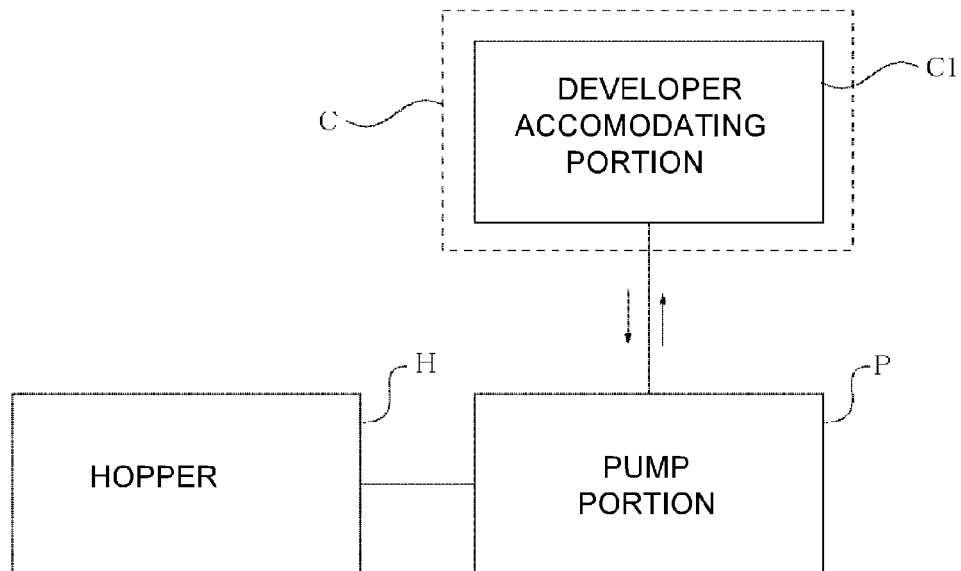 C
C1
DEVELOPER
ACCOMODATING
PORTION
H
P
HOPPER
PUMP
PORTION